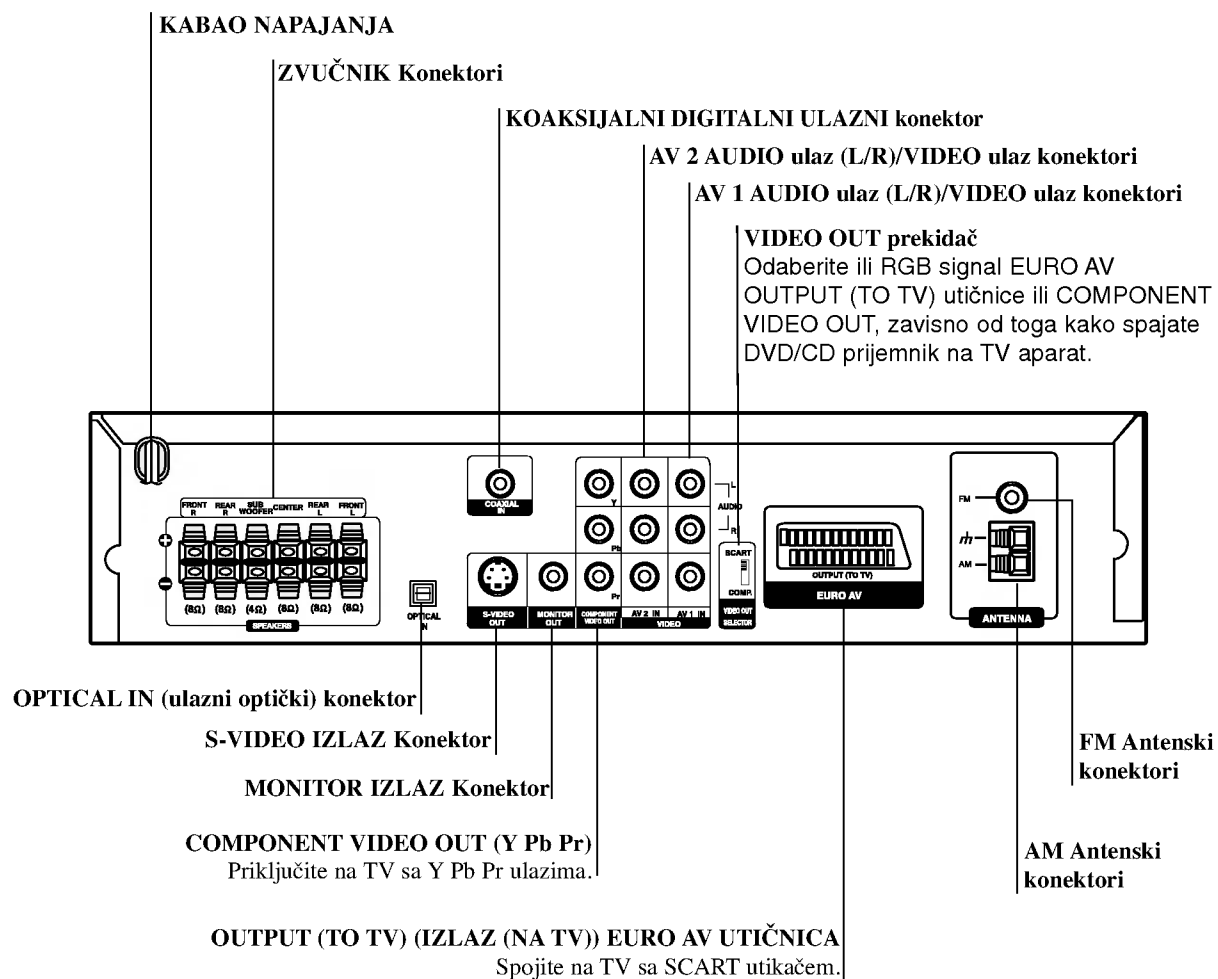 KABAO NAPAJANJA
ZVUČNIK Konektori
KOAKSIJALNI DIGITALNI ULAZNI konektor
AV 2 AUDIO ulaz (L/R)/VIDEO ulaz konektori
AV 1 AUDIO ulaz (L/R)/VIDEO ulaz konektori
VIDEO OUT prekidač
Odaberite ili RGB signal EURO AV
OUTPUT (TO TV) utičnice ili COMPONENT
VIDEO OUT, zavisno od toga kako spajate
DVD/CD prijemnik na TV aparat.
FRONT R
REAR R
SUB WOOFER
CENTER
REAR L
FRONT L
(8Ω) (8Ω) (4Ω) (8Ω) (8Ω) (8Ω)
SPEAKERS
OPTICAL
IN
COAXIAL
IN
S-VIDEO
OUT
MONITOR
OUT
Y
Pb
Pr
COMPONENT
VIDEO OUT
AV 2 IN
AV 1 IN
VIDEO
L
AUDIO
R
SCART
COMP.
VIDEO OUT
SELECTOR
OUTPUT (TO TV)
EURO AV
FM
AM
ANTENNA
OPTICAL IN (ulazni optički) konektor
S-VIDEO IZLAZ Konektor
MONITOR IZLAZ Konektor
COMPONENT VIDEO OUT (Y Pb Pr)
Priključite na TV sa Y Pb Pr ulazima.
OUTPUT (TO TV) (IZLAZ (NA TV)) EURO AV UTIČNICA
Spojite na TV sa SCART utikačem.
FM Antenski
konektori
AM Antenski
konektori